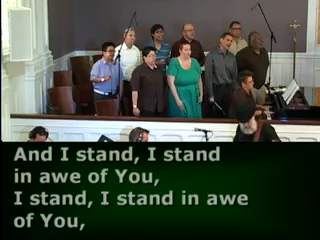 And I stand, I stand
in awe of You,
I stand, I stand in awe
of You,